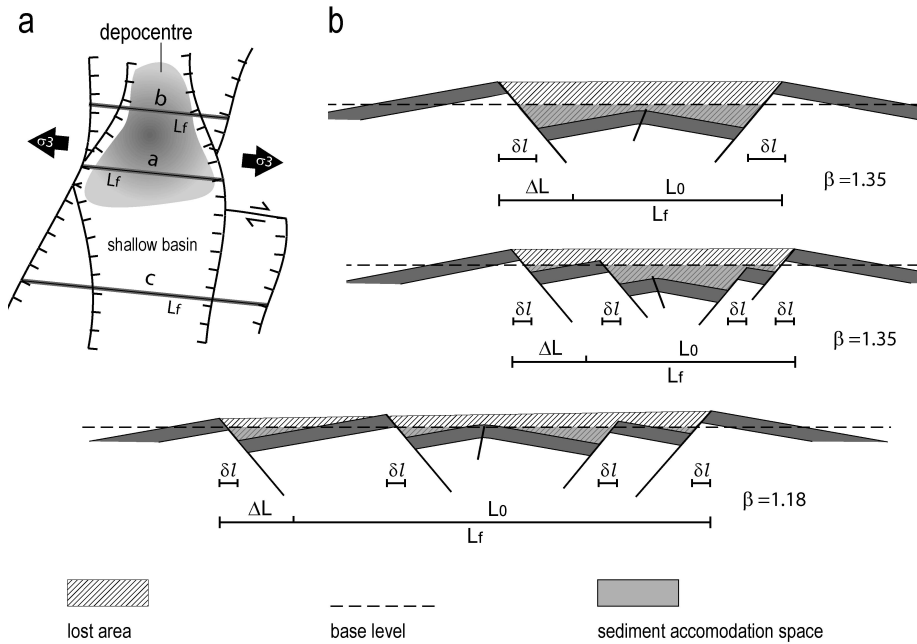 a
depocentre
b
Lf
σ3
a
σ3
Lf
shallow basin
c
Lf
b
δl
δl
ΔL
L0
β =1.35
Lf
δl
δl
δl
δl
ΔL
L0
β =1.35
Lf
δl
δl
δl
δl
ΔL
L0
β =1.18
Lf
lost area
base level
sediment accomodation space